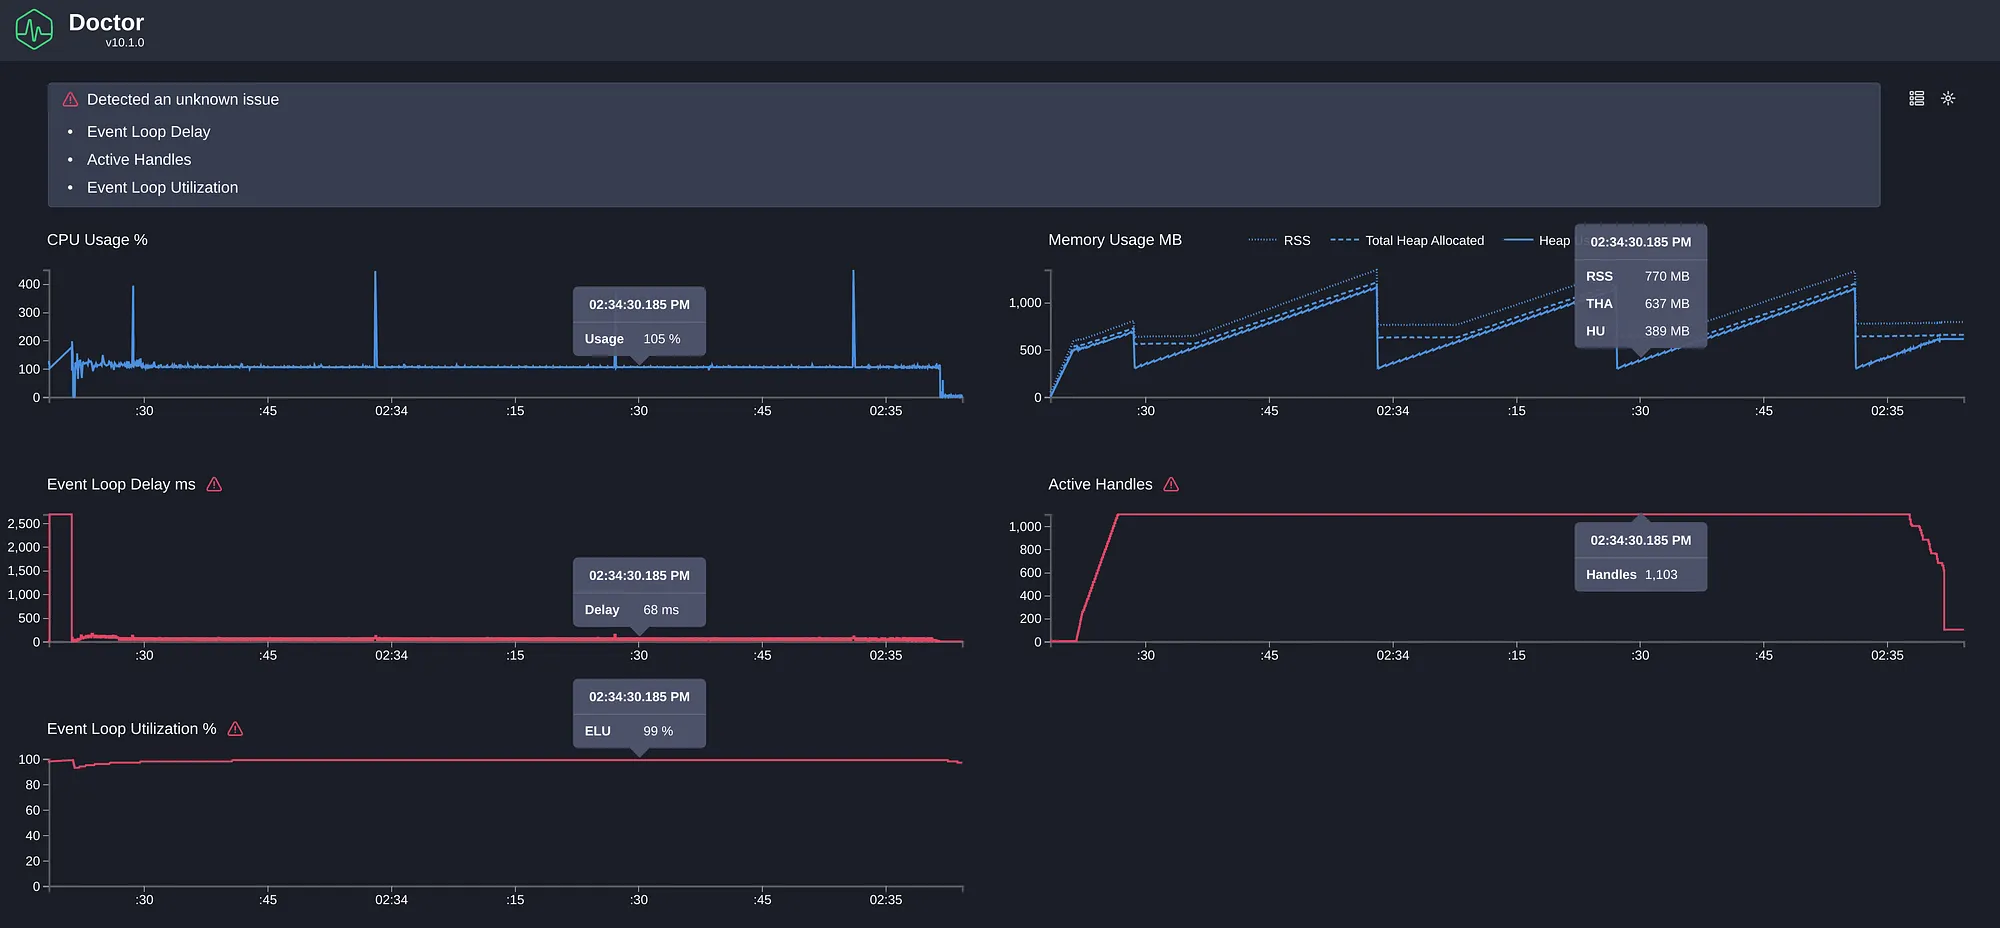 Doctor
v10.1.0
Detected an unknown issue
• Event Loop Delay
• Active Handles
• Event Loop Utilization
CPU Usage %
400
300
200
100
0
:30 :45 02:34 :15 :30 :45 02:35
02:34:30.185 PM
Usage 105 %
Memory Usage MB RSS Total Heap Allocated Heap
1,000
500
0
:30 :45 02:34 :15 :30 :45 02:35
02:34:30.185 PM
RSS 770 MB
THA 637 MB
HU 389 MB
Event Loop Delay ms
2,500
2,000
1,500
1,000
500
0
:30 :45 02:34 :15 :30 :45 02:35
02:34:30.185 PM
Delay 68 ms
Active Handles
1,000
800
600
400
200
0
:30 :45 02:34 :15 :30 :45 02:35
02:34:30.185 PM
Handles 1,103
Event Loop Utilization %
100
80
60
40
20
0
:30 :45 02:34 :15 :30 :45 02:35
02:34:30.185 PM
ELU 99 %